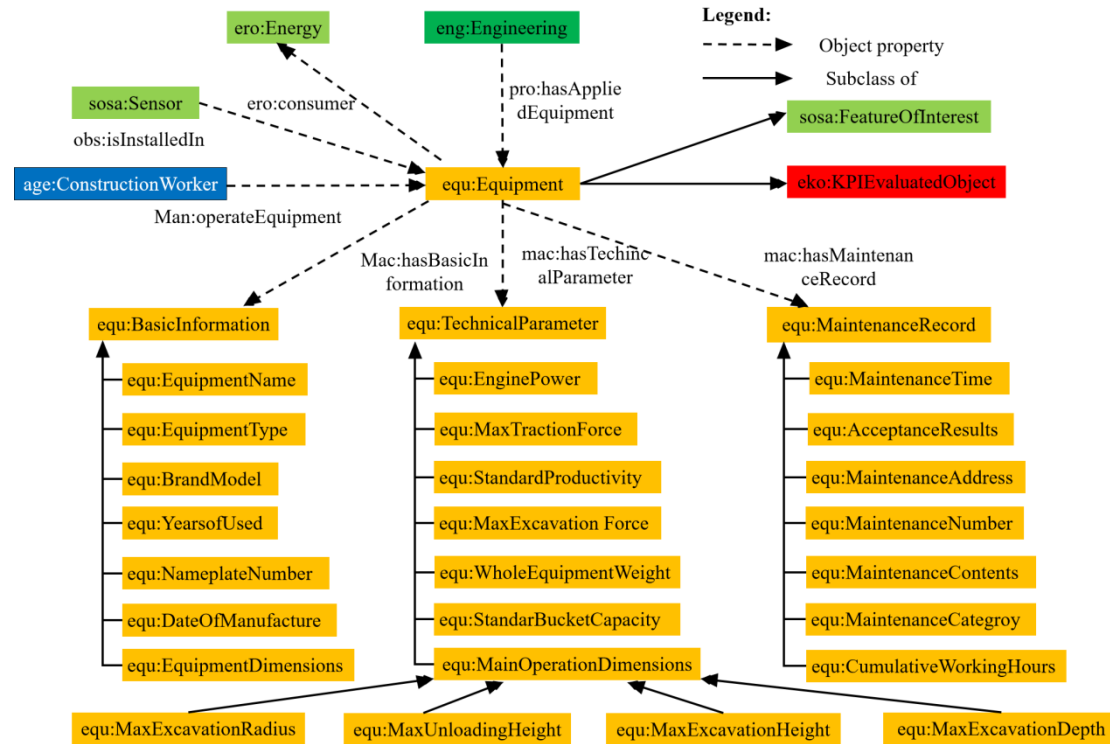 ero:Energy
eng:Engineering
Legend:
Object property
Subclass of
sosa:Sensor
ero:consumer
pro:hasApplie
dEquipment
sosa:FeatureOfInterest
obs:isInstalledIn
age:ConstructionWorker
equ:Equipment
eko:KPIEvaluatedObject
Man:operateEquipment
Mac:hasBasicIn
formation
mac:hasTechinc
alParameter
mac:hasMaintenan
ceRecord
equ:BasicInformation
equ:EquipmentName
equ:EquipmentType
equ:BrandModel
equ:YearsofUsed
equ:NameplateNumber
equ:DateOfManufacture
equ:EquipmentDimensions
equ:TechnicalParameter
equ:EnginePower
equ:MaxTractionForce
equ:StandardProductivity
equ:MaxExcavation Force
equ:WholeEquipmentWeight
equ:StandarBucketCapacity
equ:MainOperationDimensions
equ:MaintenanceRecord
equ:MaintenanceTime
equ:AcceptanceResults
equ:MaintenanceAddress
equ:MaintenanceNumber
equ:MaintenanceContents
equ:MaintenanceCategroy
equ:CumulativeWorkingHours
equ:MaxExcavationRadius
equ:MaxUnloadingHeight
equ:MaxExcavationHeight
equ:MaxExcavationDepth